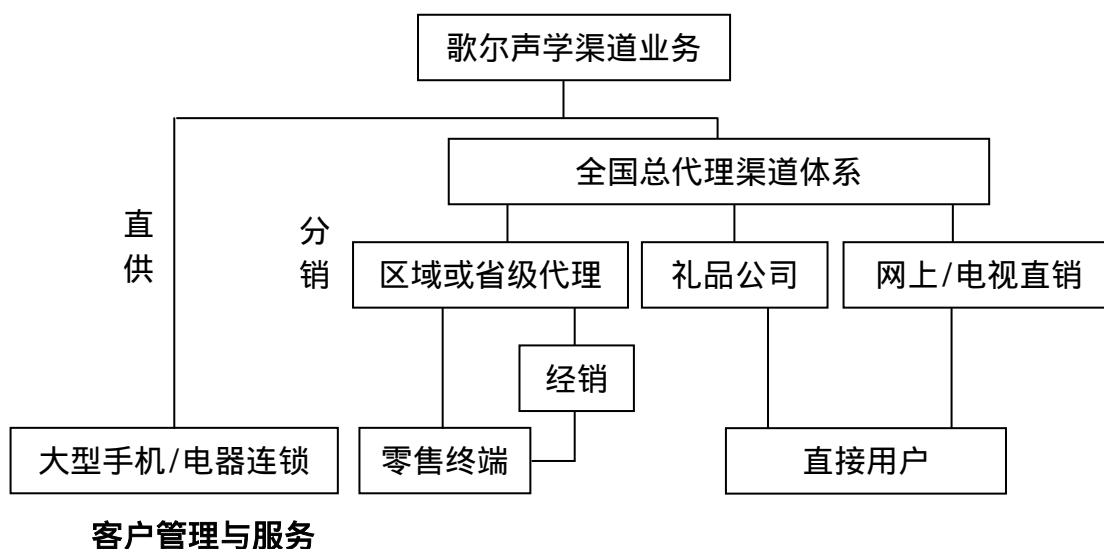 歌尔声学渠道业务
全国总代理渠道体系
直供
分销
区域或省级代理
礼品公司
网上/电视直销
经销
大型手机/电器连锁
零售终端
直接用户
客户管理与服务